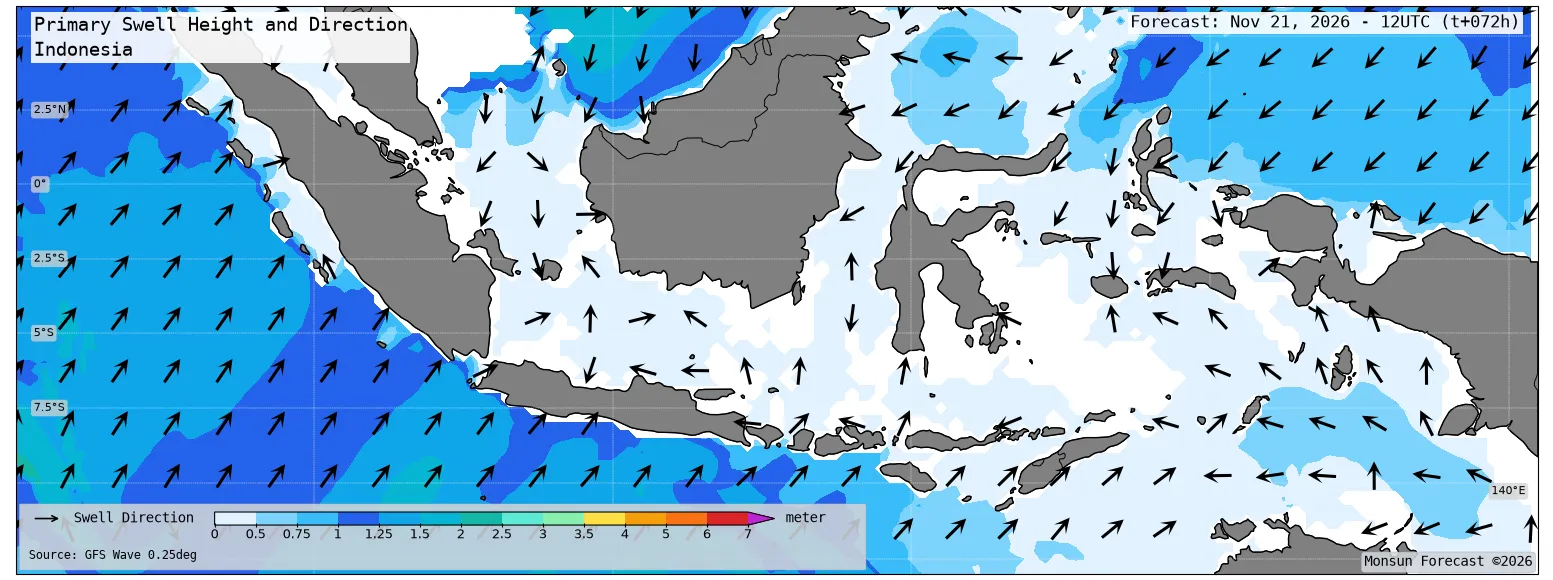 Primary Swell Height and Direction
Indonesia
Forecast: Nov 21, 2026 - 12UTC (t+072h)
2.5°N
0°
2.5°S
5°S
7.5°S
140°E
Swell Direction
0 0.5 0.75 1 1.25 1.5 2 2.5 3 3.5 4 5 6 7
meter
Source: GFS Wave 0.25deg
Monsun Forecast ©2026